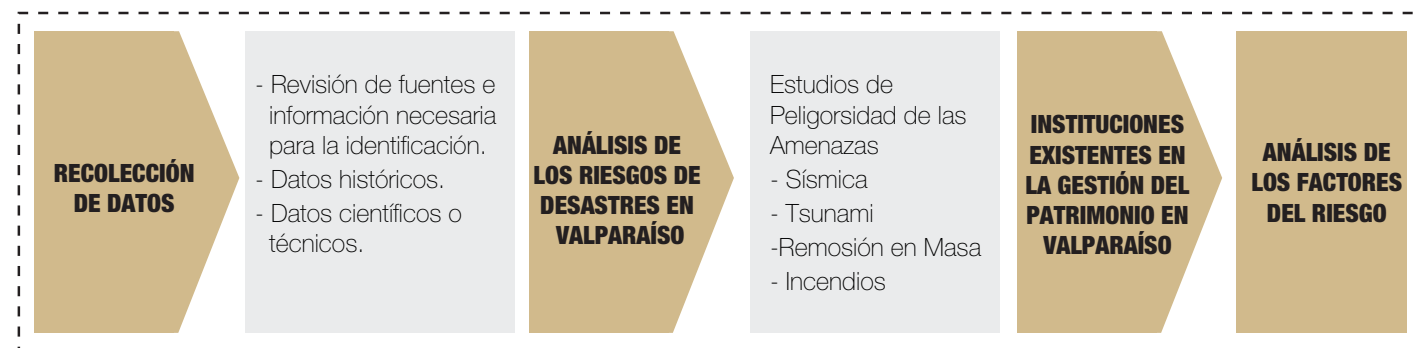 RECOLECCIÓN
DE DATOS
- Revisión de fuentes e
información necesaria
para la identificación.
- Datos históricos.
- Datos científicos o
técnicos.
ANÁLISIS DE
LOS RIESGOS DE
DESASTRES EN
VALPARAÍSO
Estudios de
Peligorsidad de las
Amenazas
- Sísmica
- Tsunami
-Remosión en Masa
- Incendios
INSTITUCIONES
EXISTENTES EN
LA GESTIÓN DEL
PATRIMONIO EN
VALPARAÍSO
ANÁLISIS DE
LOS FACTORES
DEL RIESGO